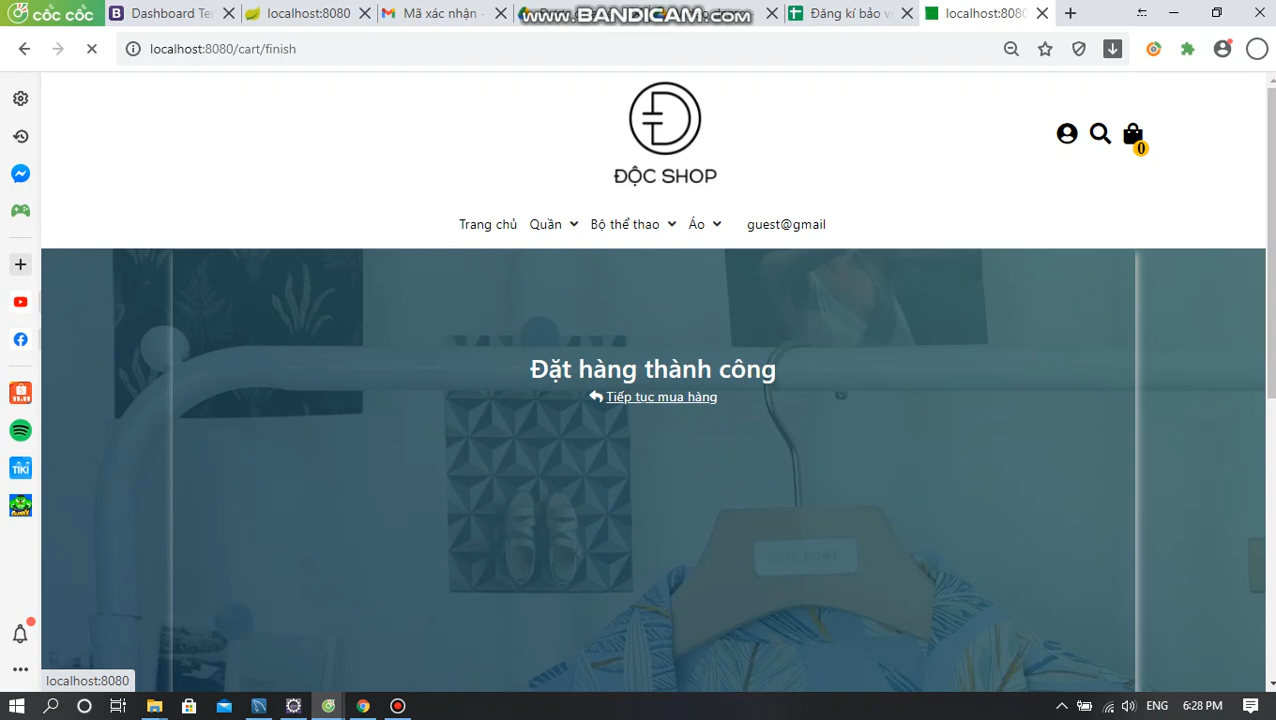 cốc cốc
Dashboard Te
localhost:8080
Mã xác nhận -
www.BANDICAM.com
Đăng kí bảo v
localhost:8080
localhost:8080/cart/finish
ĐỘC SHOP
0
Trang chủ
Quần
Bộ thể thao
Áo
guest@gmail
Đặt hàng thành công
Tiếp tục mua hàng
TIKI
localhost:8080
ENG
6:28 PM